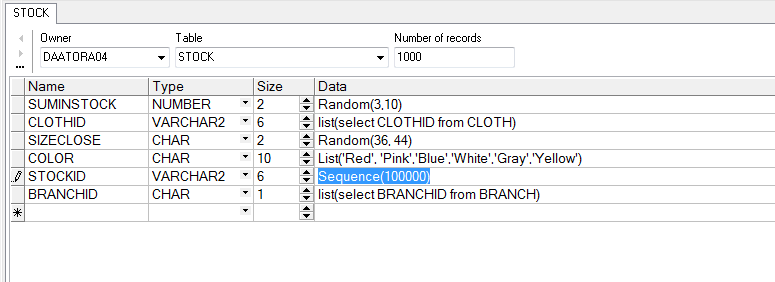 STOCK
Owner Table Number of records
DAATORA04 STOCK 1000
Name Type Size Data
SUMINSTOCK NUMBER 2 Random(3,10)
CLOTHID VARCHAR2 6 list(select CLOTHID from CLOTH)
SIZECLOSE CHAR 2 Random(36, 44)
COLOR CHAR 10 List('Red', 'Pink','Blue','White','Gray','Yellow')
STOCKID VARCHAR2 6 Sequence(100000)
BRANCHID CHAR 1 list(select BRANCHID from BRANCH)